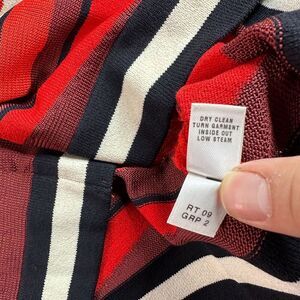 DRY CLEAN
TURN GARMENT
INSIDE OUT
LOW STEAM
RT 09
GRP 2